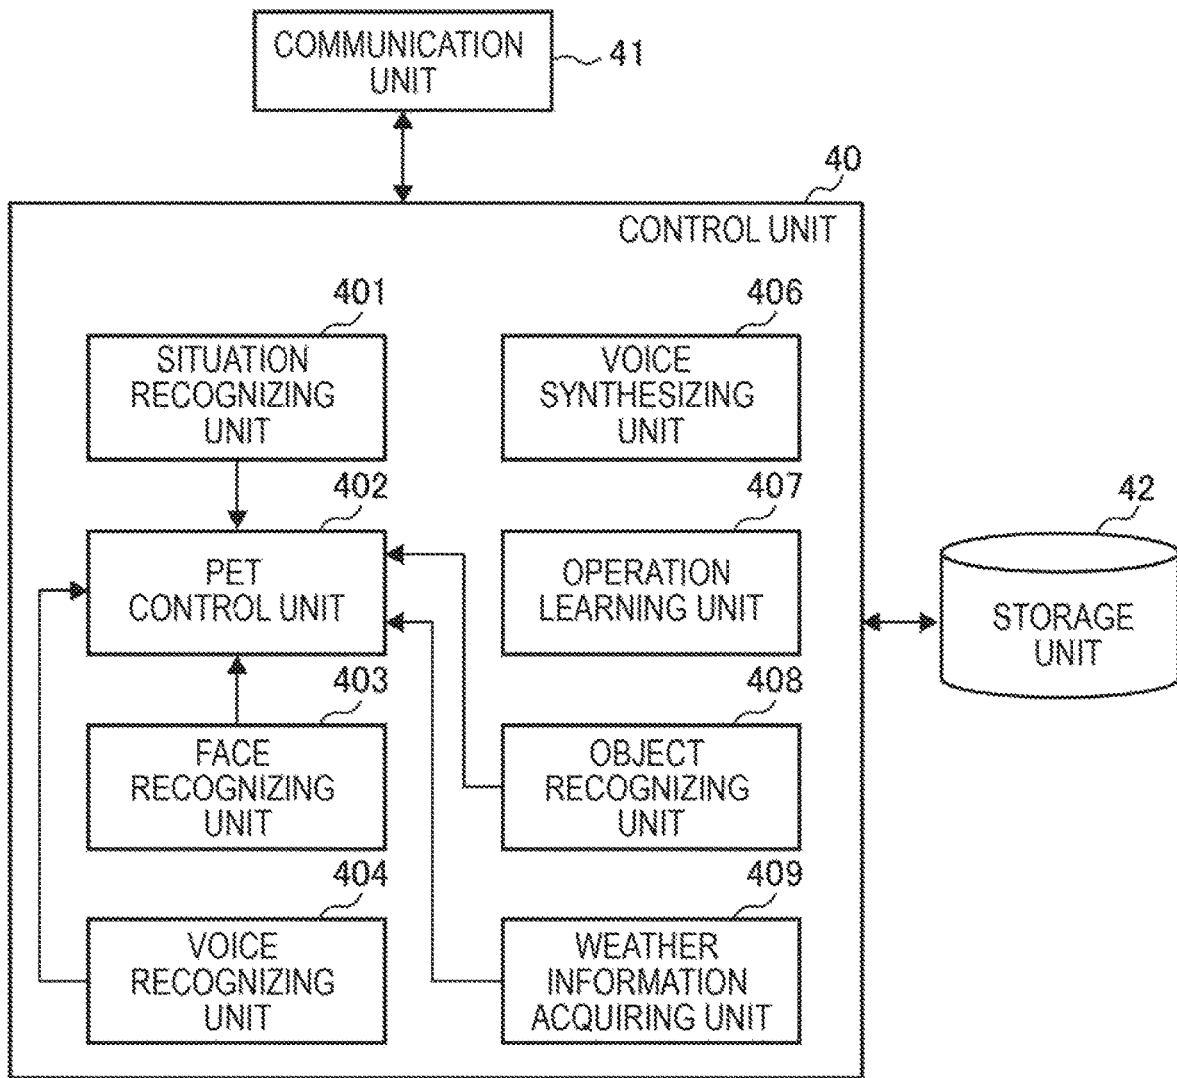 COMMUNICATION
UNIT
41
40
CONTROL UNIT
401
SITUATION
RECOGNIZING
UNIT
406
VOICE
SYNTHESIZING
UNIT
402
PET
CONTROL UNIT
407
OPERATION
LEARNING UNIT
42
STORAGE
UNIT
403
FACE
RECOGNIZING
UNIT
408
OBJECT
RECOGNIZING
UNIT
404
VOICE
RECOGNIZING
UNIT
409
WEATHER
INFORMATION
ACQUIRING UNIT